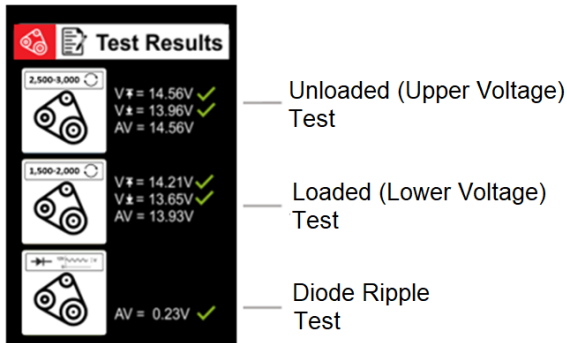 Test Results
2,500-3,000
V↑= 14.56V
V↓= 13.96V
AV = 14.56V
Unloaded (Upper Voltage)
Test
1,500-2,000
V↑= 14.21V
V↓= 13.65V
AV = 13.93V
Loaded (Lower Voltage)
Test
AV = 0.23V
Diode Ripple
Test